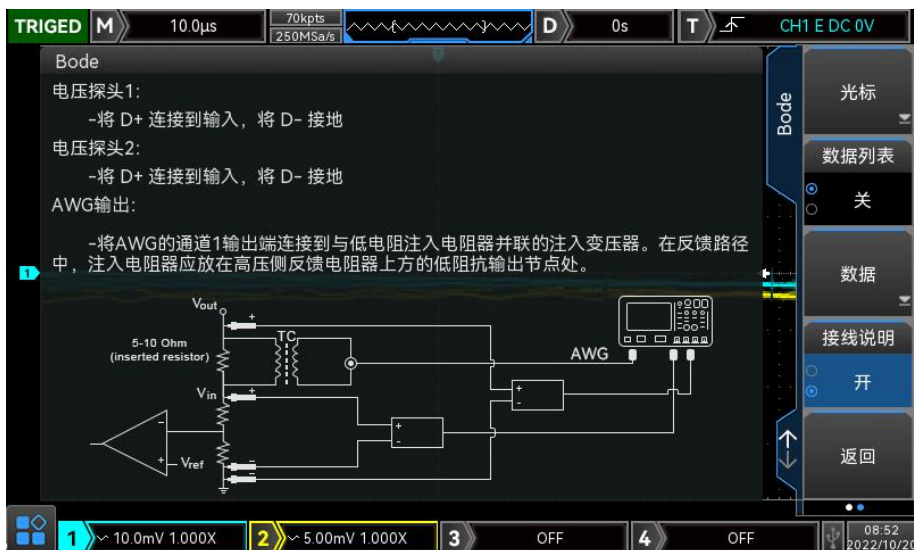 TRIGED M 10.0μs 70kpts D 0s T CH1 E DC 0V
250MSa/s
Bode
电压探头1:
-将 D+ 连接到输入，将 D- 接地
电压探头2:
-将 D+ 连接到输入，将 D- 接地
AWG输出:
-将AWG的通道1输出端连接到与低电阻注入电阻器并联的注入变压器。在反馈路径
中，注入电阻器应放在高压侧反馈电阻器上方的低阻抗输出节点处。
Vout
+
5-10 Ohm
(inserted resistor)
TC
AWG
Vin
+
+
-
+
-
-
+
Vref
-
-
1
T
Bode
光标
数据列表
关
数据
接线说明
开
返回
1 10.0mV 1.000X 2 5.00mV 1.000X 3 OFF 4 OFF
08:52
2022/10/20